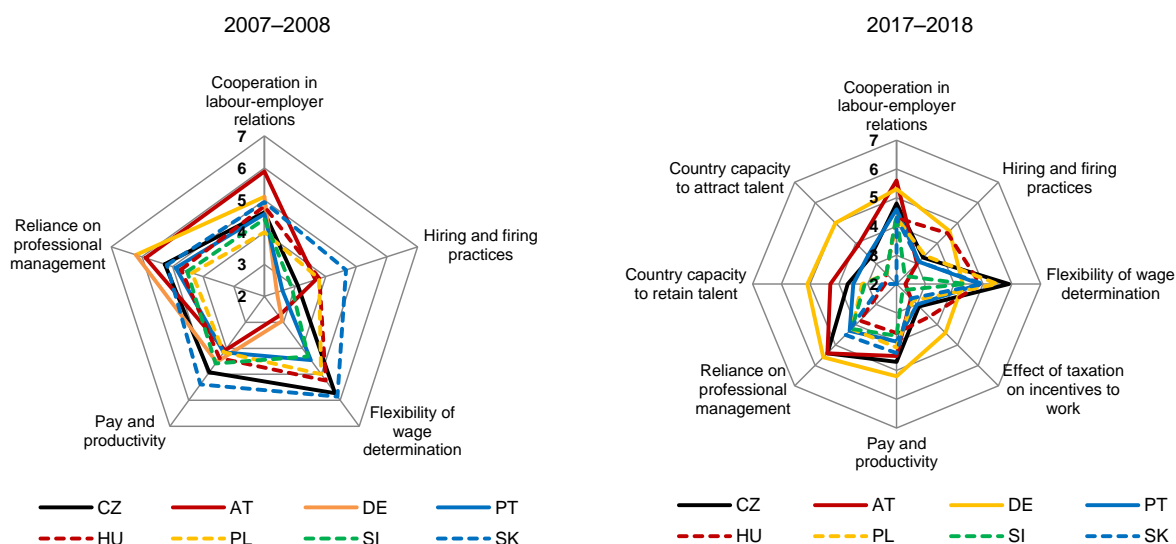 2007–2008
Cooperation in
labour-employer
relations
7
6
5
4
3
2
Hiring and firing
practices
Flexibility of
wage
determination
Pay and
productivity
Reliance on
professional
management
CZ AT DE PT
HU PL SI SK
2017–2018
Cooperation in
labour-employer
relations
7
6
5
4
3
2
Hiring and firing
practices
Flexibility of wage
determination
Effect of taxation
on incentives to
work
Pay and
productivity
Reliance on
professional
management
Country capacity
to retain talent
Country capacity
to attract talent
CZ AT DE PT
HU PL SI SK